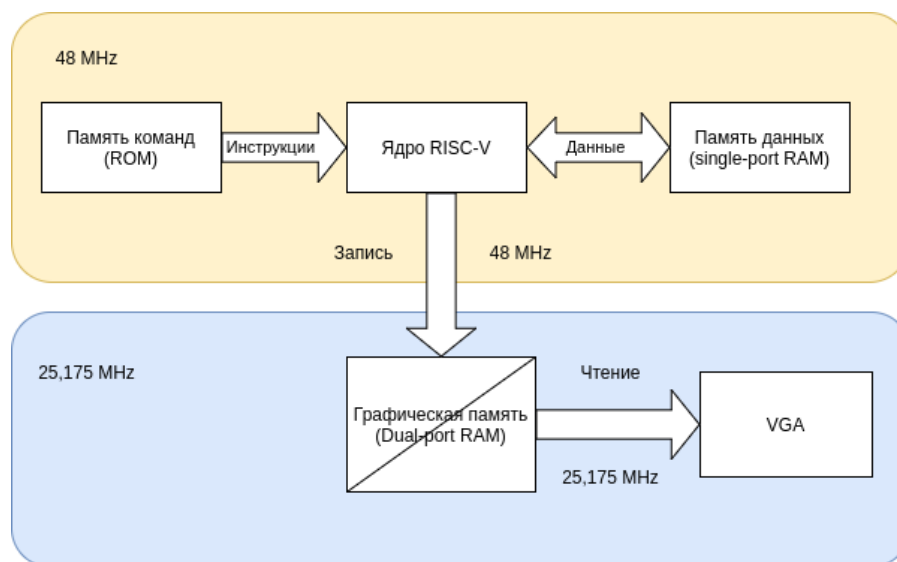 48 MHz
Память команд
(ROM)
Инструкции
Ядро RISC-V
Данные
Память данных
(single-port RAM)
Запись
48 MHz
25,175 MHz
Графическая память
(Dual-port RAM)
Чтение
25,175 MHz
VGA